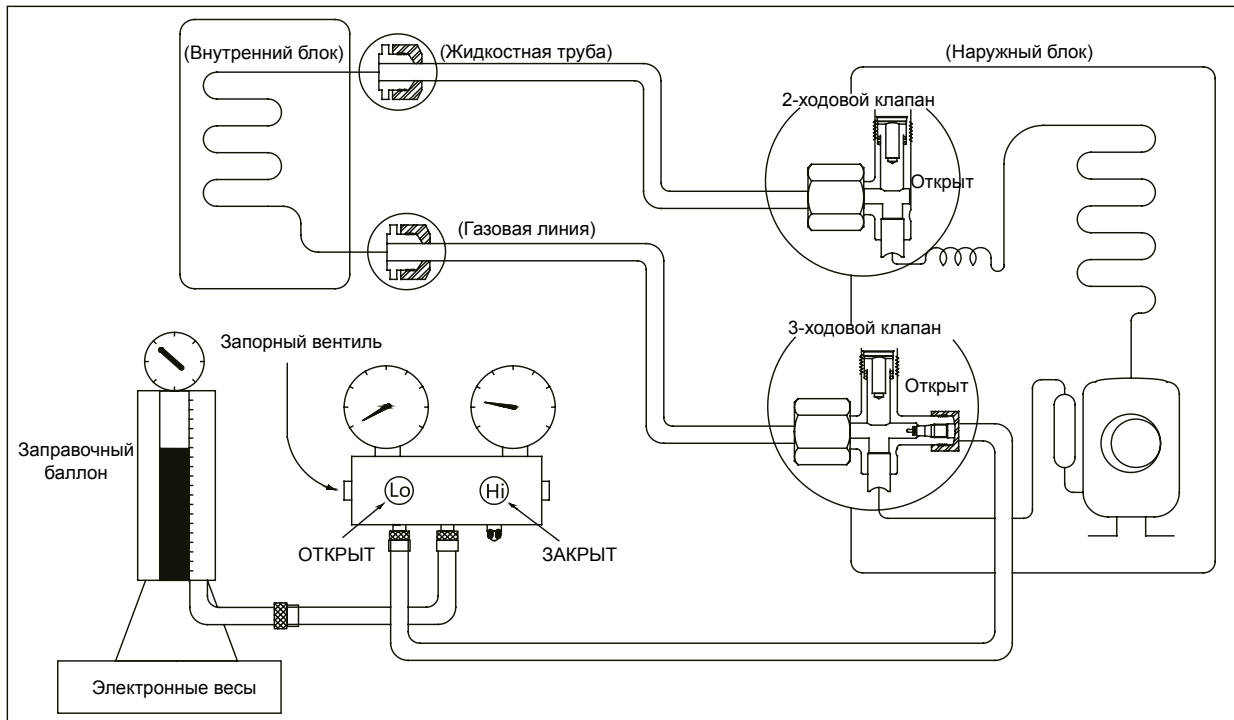 (Внутренний блок)
(Жидкостная труба)
(Наружный блок)
2-ходовой клапан
Открыт
(Газовая линия)
3-ходовой клапан
Открыт
Запорный вентиль
Заправочный
баллон
Lo
Hi
ОТКРЫТ
ЗАКРЫТ
Электронные весы